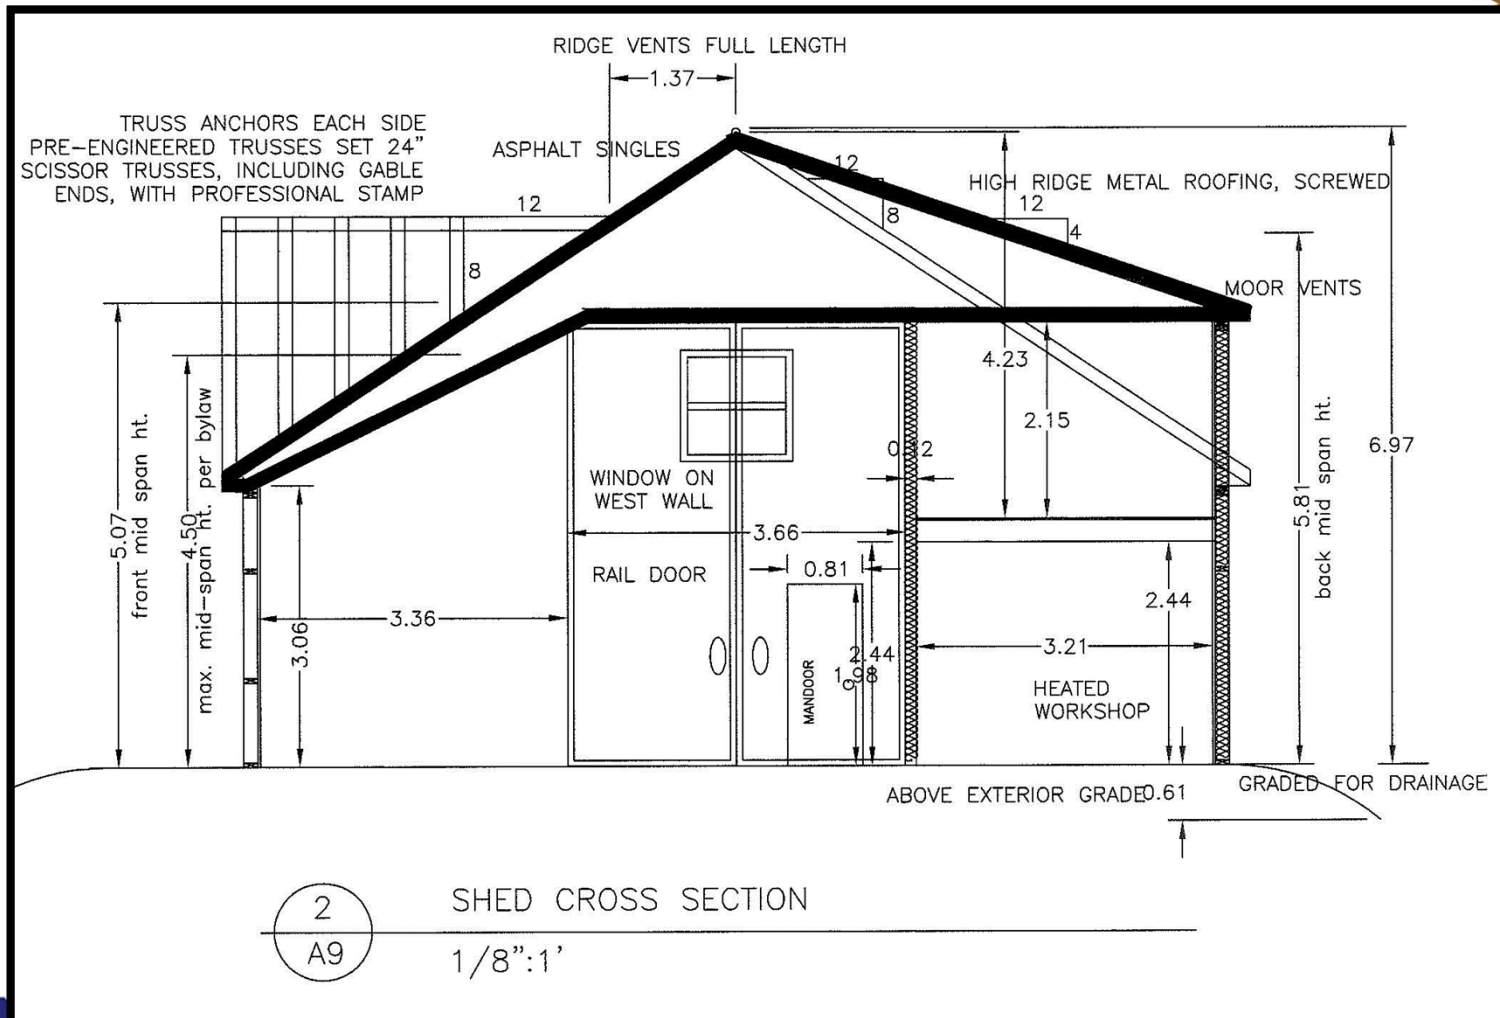 RIDGE VENTS FULL LENGTH
1.37
TRUSS ANCHORS EACH SIDE
PRE-ENGINEERED TRUSSES SET 24"
SCISSOR TRUSSES, INCLUDING GABLE
ENDS, WITH PROFESSIONAL STAMP
ASPHALT SINGLES
12
8
12
8
HIGH RIDGE METAL ROOFING, SCREWED
12
4
MOOR VENTS
5.07
front mid span ht.
4.50
max. mid-span ht. per bylaw
3.06
3.36
WINDOW ON
WEST WALL
3.66
RAIL DOOR
0.81
MANDOOR
1.98
2.44
0.12
4.23
2.15
2.44
3.21
HEATED
WORKSHOP
5.81
back mid span ht.
6.97
ABOVE EXTERIOR GRADE
0.61
GRADED FOR DRAINAGE
2
A9
SHED CROSS SECTION
1/8":1'